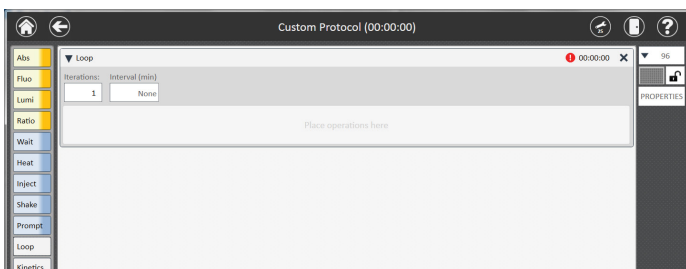 Custom Protocol (00:00:00)
JS
?
Abs
Fluo
Lumi
Ratio
Wait
Heat
Inject
Shake
Prompt
Loop
Kinetics
Loop
! 00:00:00 X
Iterations: Interval (min)
1 None
Place operations here
96
PROPERTIES